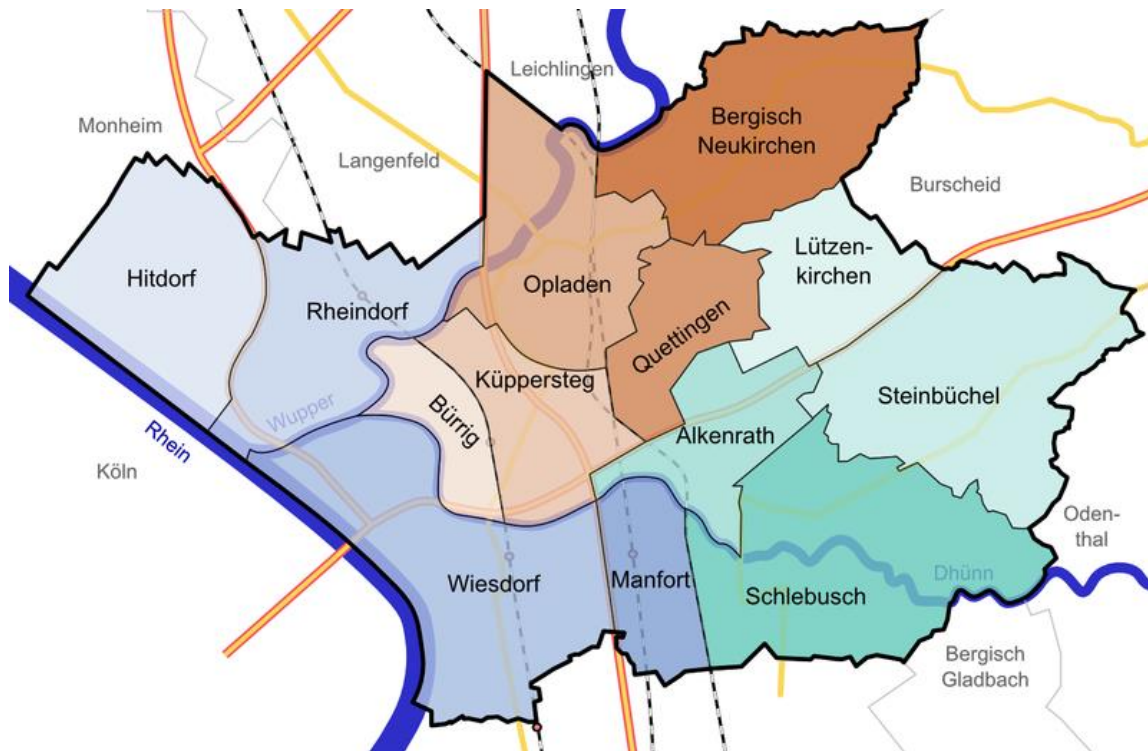 Leichlingen
Monheim
Langenfeld
Bergisch
Neukirchen
Burscheid
Hitdorf
Rheindorf
Opladen
Lützen-
kirchen
Quettingen
Küppersteg
Bürrig
Steinbüchel
Wupper
Rhein
Köln
Alkenrath
Oden-
thal
Wiesdorf
Manfort
Schlebusch
Dhünn
Bergisch
Gladbach